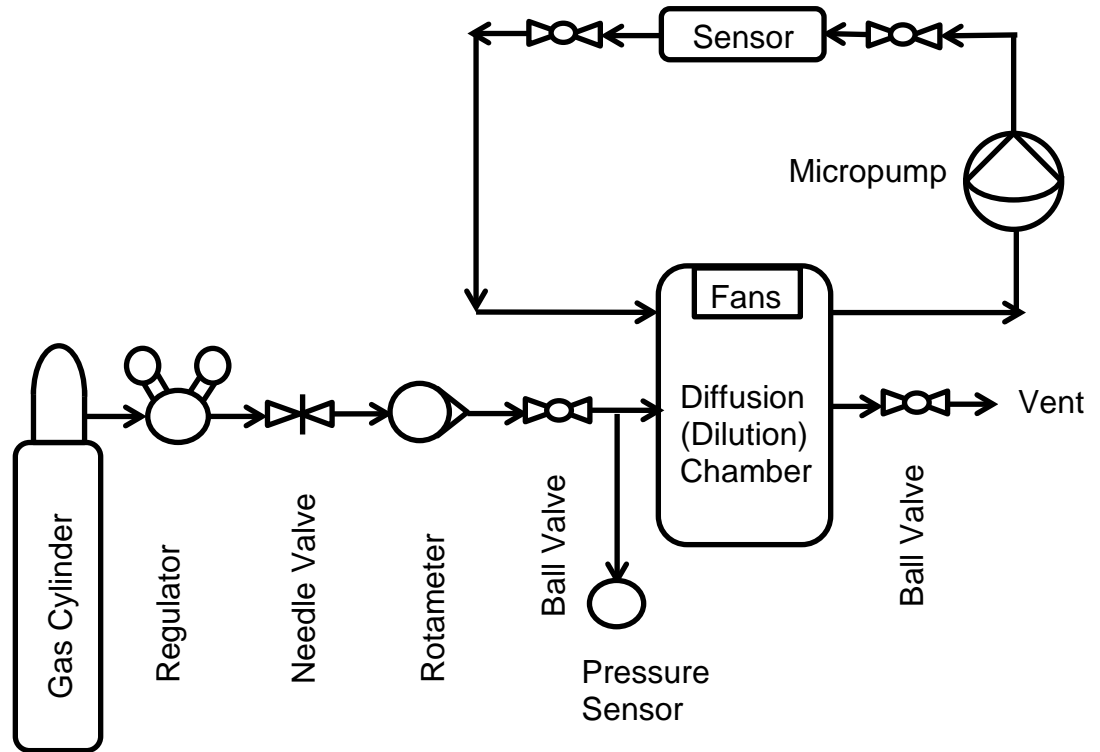 Sensor
Micropump
Fans
Diffusion
(Dilution)
Chamber
Vent
Gas Cylinder
Regulator
Needle Valve
Rotameter
Ball Valve
Pressure
Sensor
Ball Valve